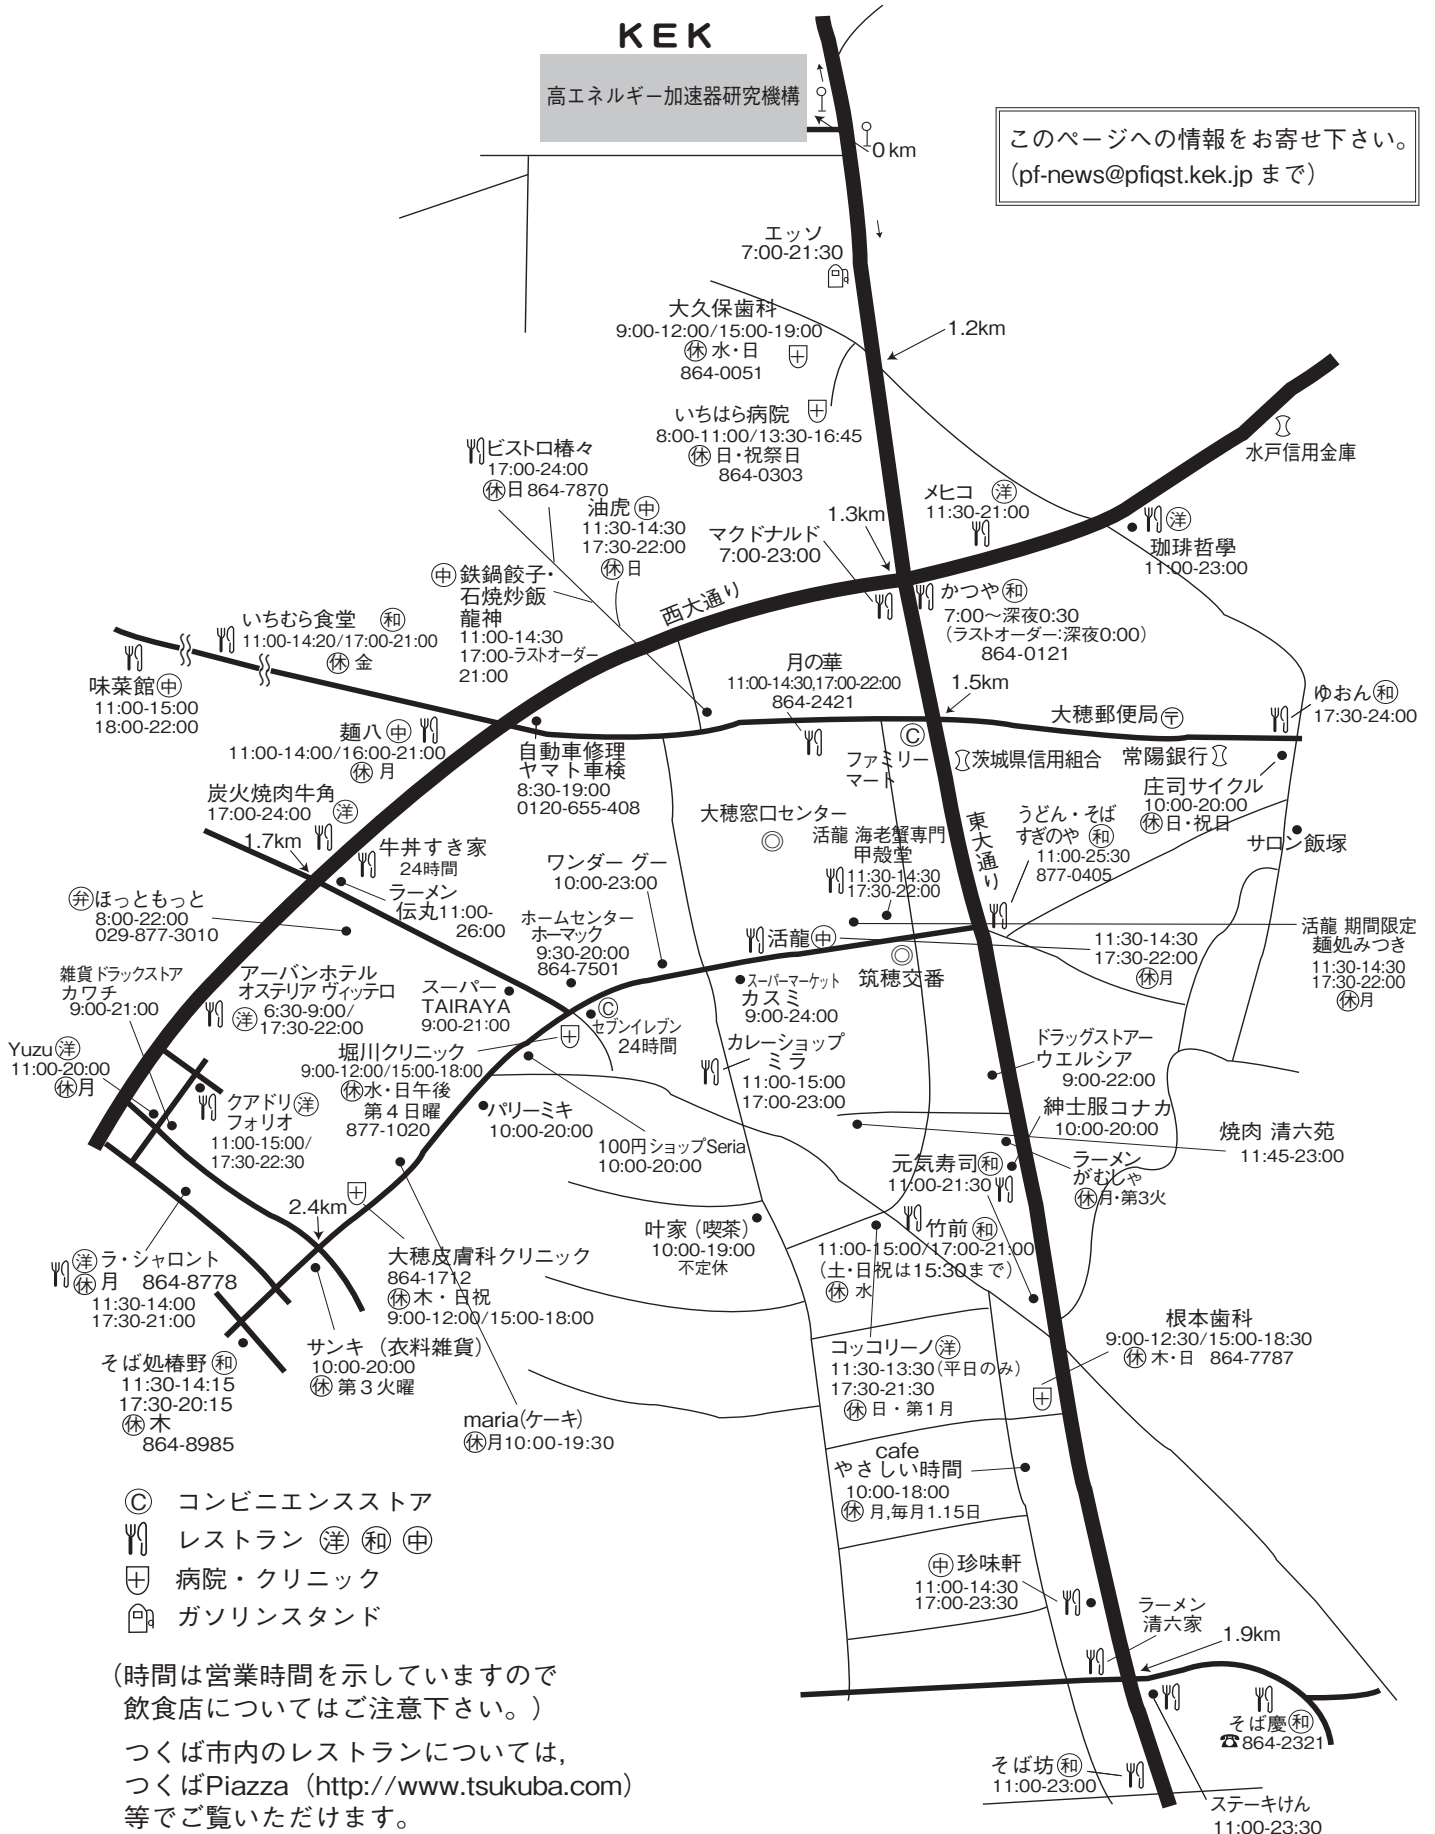 KEK
高エネルギー加速器研究機構
0 km
このページへの情報をお寄せ下さい。
(pf-news@pfiqst.kek.jp まで)
エッソ
7:00-21:30
大久保歯科
9:00-12:00/15:00-19:00
㊡ 水・日
864-0051
1.2km
いちはら病院
8:00-11:00/13:30-16:45
㊡ 日・祝祭日
864-0303
水戸信用金庫
ビストロ椿々
17:00-24:00
㊡日 864-7870
油虎 ㊥
11:30-14:30
17:30-22:00
㊡日
メヒコ 洋
11:30-21:00
1.3km
マクドナルド
7:00-23:00
洋
珈琲哲學
11:00-23:00
㊥ 鉄鍋餃子・
石焼炒飯
龍神
11:00-14:30
17:00-ラストオーダー
21:00
西大通り
かつや 和
7:00〜深夜0:30
(ラストオーダー:深夜0:00)
864-0121
いちむら食堂 和
11:00-14:20/17:00-21:00
㊡ 金
味菜館 ㊥
11:00-15:00
18:00-22:00
月の華
11:00-14:30,17:00-22:00
864-2421
1.5km
大穂郵便局 〒
ゆおん 和
17:30-24:00
麺八 ㊥
11:00-14:00/16:00-21:00
㊡ 月
自動車修理
ヤマト車検
8:30-19:00
0120-655-408
Ⓒ
ファミリー
マート
茨城県信用組合
常陽銀行
庄司サイクル
10:00-20:00
㊡日・祝日
サロン飯塚
炭火焼肉牛角
17:00-24:00 洋
1.7km
牛丼すき家
24時間
ラーメン
伝丸11:00-
26:00
ワンダー グー
10:00-23:00
大穂窓口センター
◎
活龍 海老蟹専門
甲殻堂
11:30-14:30
17:30-22:00
東大通り
うどん・そば
すぎのや 和
11:00-25:30
877-0405
弁 ほっともっと
8:00-22:00
029-877-3010
ホームセンター
ホーマック
9:30-20:00
864-7501
活龍 ㊥
11:30-14:30
17:30-22:00
㊡月
活龍 期間限定
麺処みつき
11:30-14:30
17:30-22:00
㊡月
◎
筑穂交番
雑貨ドラックストア
カワチ
9:00-21:00
アーバンホテル
オステリア ヴィッテロ
洋 6:30-9:00/
17:30-22:00
スーパー
TAIRAYA
9:00-21:00
スーパーマーケット
カスミ
9:00-24:00
Ⓒ
セブンイレブン
24時間
Yuzu 洋
11:00-20:00
㊡月
堀川クリニック
9:00-12:00/15:00-18:00
㊡水・日午後
第４日曜
877-1020
カレーショップ
ミラ
11:00-15:00
17:00-23:00
ドラッグストアー
ウエルシア
9:00-22:00
クアドリ 洋
フォリオ
11:00-15:00/
17:30-22:30
パリーミキ
10:00-20:00
100円ショップSeria
10:00-20:00
紳士服コナカ
10:00-20:00
焼肉 清六苑
11:45-23:00
元気寿司 和
11:00-21:30
ラーメン
がむしゃ
㊡月・第3火
2.4km
叶家 (喫茶)
10:00-19:00
不定休
竹前 和
11:00-15:00/17:00-21:00
(土・日祝は15:30まで)
㊡ 水
洋 ラ・シャロント
㊡ 月 864-8778
11:30-14:00
17:30-21:00
大穂皮膚科クリニック
864-1712
㊡ 木・日祝
9:00-12:00/15:00-18:00
根本歯科
9:00-12:30/15:00-18:30
㊡ 木・日 864-7787
そば処椿野 和
11:30-14:15
17:30-20:15
㊡ 木
864-8985
サンキ (衣料雑貨)
10:00-20:00
㊡ 第３火曜
コッコリーノ 洋
11:30-13:30 (平日のみ)
17:30-21:30
㊡ 日・第１月
maria(ケーキ)
㊡月10:00-19:30
cafe
やさしい時間
10:00-18:00
㊡ 月,毎月1.15日
㊥ 珍味軒
11:00-14:30
17:00-23:30
ラーメン
清六家
1.9km
そば慶 和
☎864-2321
そば坊 和
11:00-23:00
ステーキけん
11:00-23:30
Ⓒ コンビニエンスストア
レストラン 洋 和 ㊥
病院・クリニック
ガソリンスタンド
(時間は営業時間を示していますので
飲食店についてはご注意下さい。)
つくば市内のレストランについては,
つくばPiazza (http://www.tsukuba.com)
等でご覧いただけます。